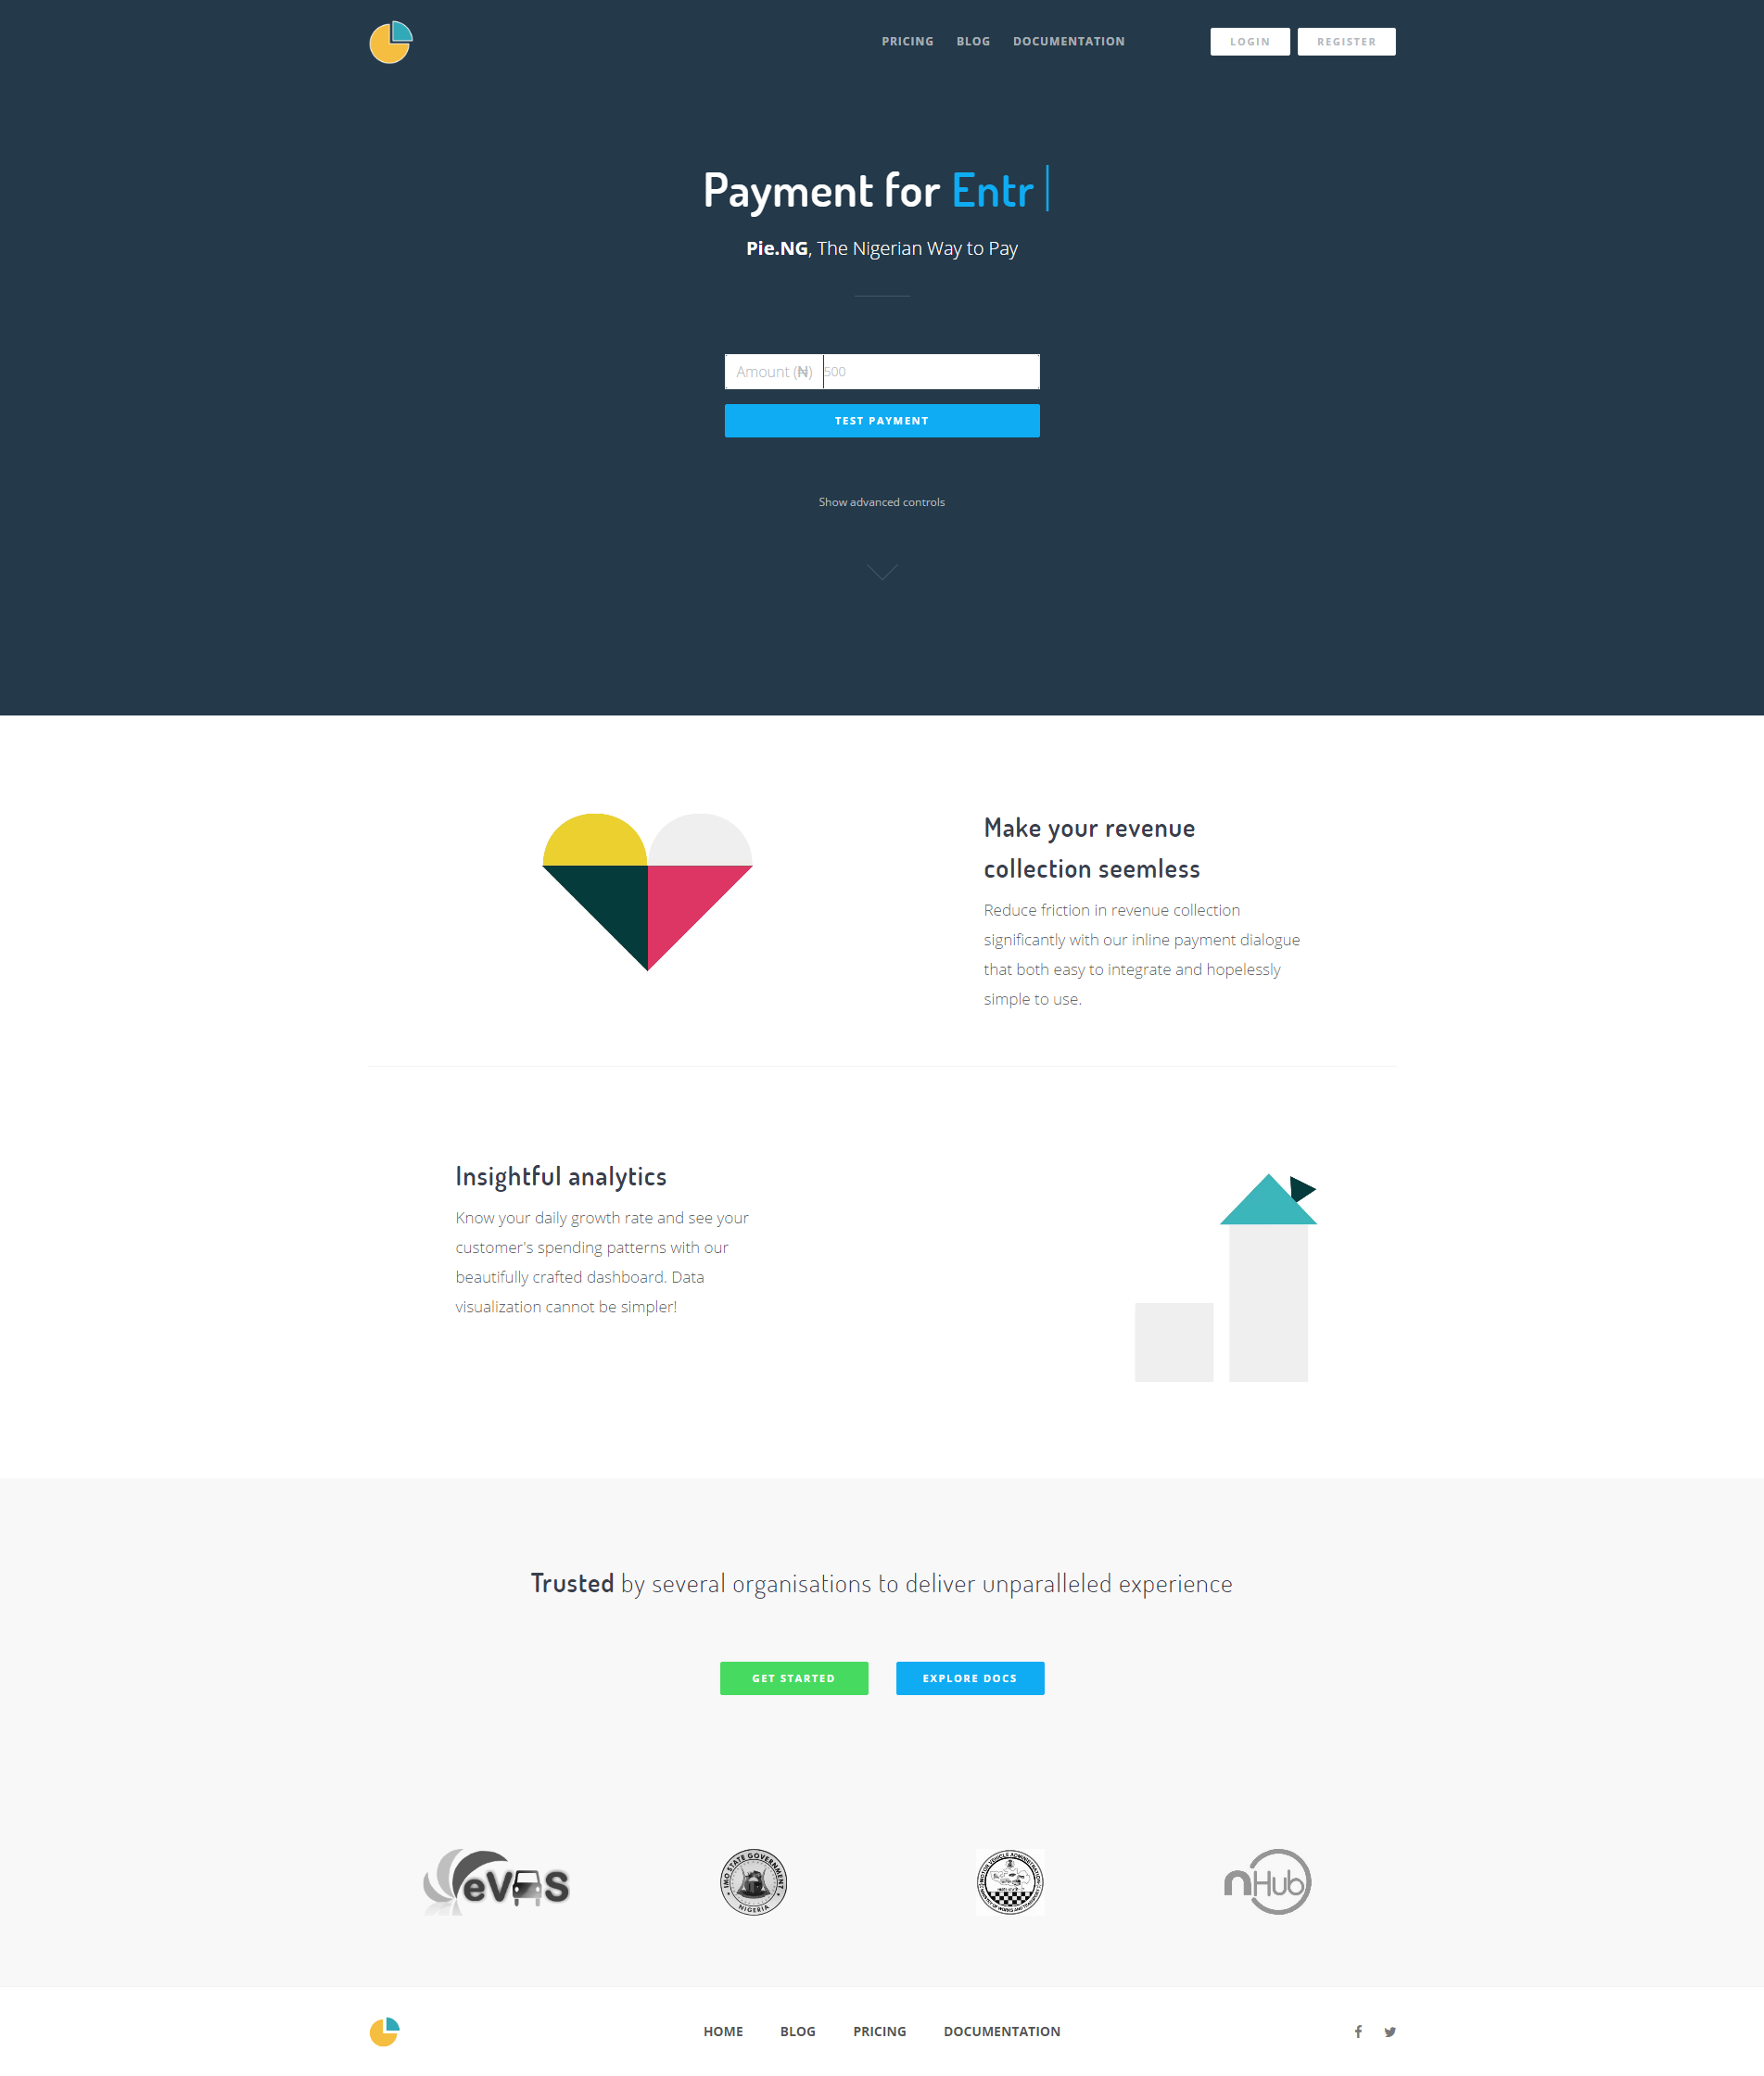 PRICING BLOG DOCUMENTATION LOGIN REGISTER
Payment for Entr
Pie.NG, The Nigerian Way to Pay
Amount (₦) 500
TEST PAYMENT
Show advanced controls
Make your revenue
collection seemless
Reduce friction in revenue collection
significantly with our inline payment dialogue
that both easy to integrate and hopelessly
simple to use.
Insightful analytics
Know your daily growth rate and see your
customer's spending patterns with our
beautifully crafted dashboard. Data
visualization cannot be simpler!
Trusted by several organisations to deliver unparalleled experience
GET STARTED EXPLORE DOCS
eVAS
IMO STATE GOVERNMENT
NIGERIA
MOTOR VEHICLE ADMINISTRATION
nHub
HOME BLOG PRICING DOCUMENTATION